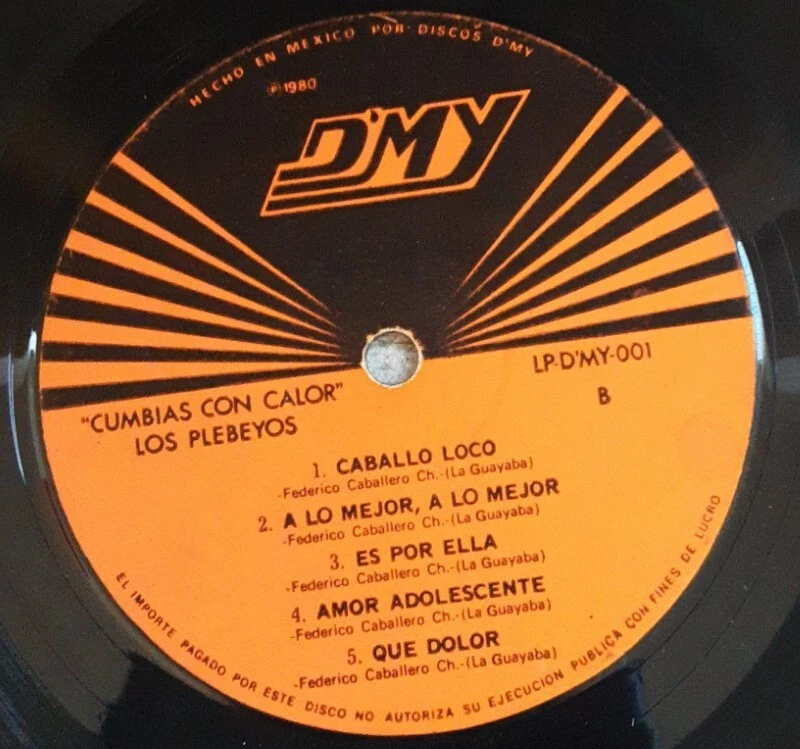 HECHO EN MEXICO POR DISCOS D'MY
℗1980
D'MY
LP-D'MY-001
B
"CUMBIAS CON CALOR"
LOS PLEBEYOS
1. CABALLO LOCO
-Federico Caballero Ch.-(La Guayaba)
2. A LO MEJOR, A LO MEJOR
-Federico Caballero Ch.-(La Guayaba)
3. ES POR ELLA
-Federico Caballero Ch.-(La Guayaba)
4. AMOR ADOLESCENTE
-Federico Caballero Ch.-(La Guayaba)
5. QUE DOLOR
-Federico Caballero Ch.-(La Guayaba)
EL IMPORTE PAGADO POR ESTE DISCO NO AUTORIZA SU EJECUCION PUBLICA CON FINES DE LUCRO